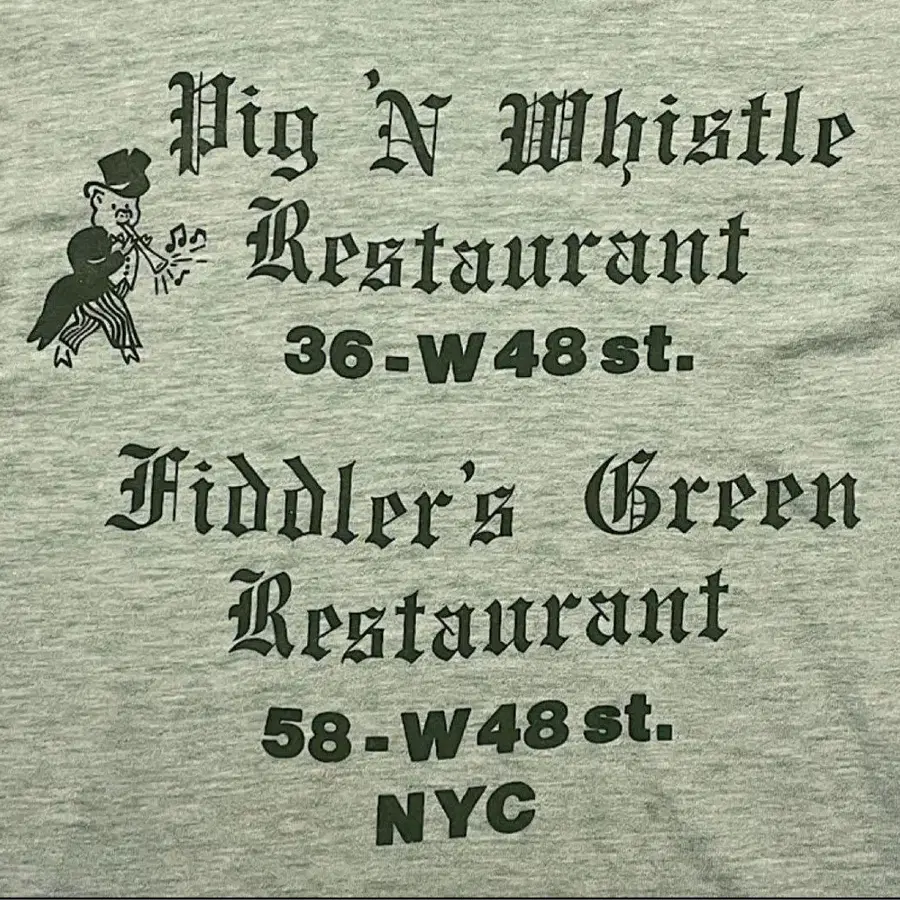 Pig 'N Whistle
Restaurant
36-W48 st.
Fiddler's Green
Restaurant
58-W48 st.
NYC